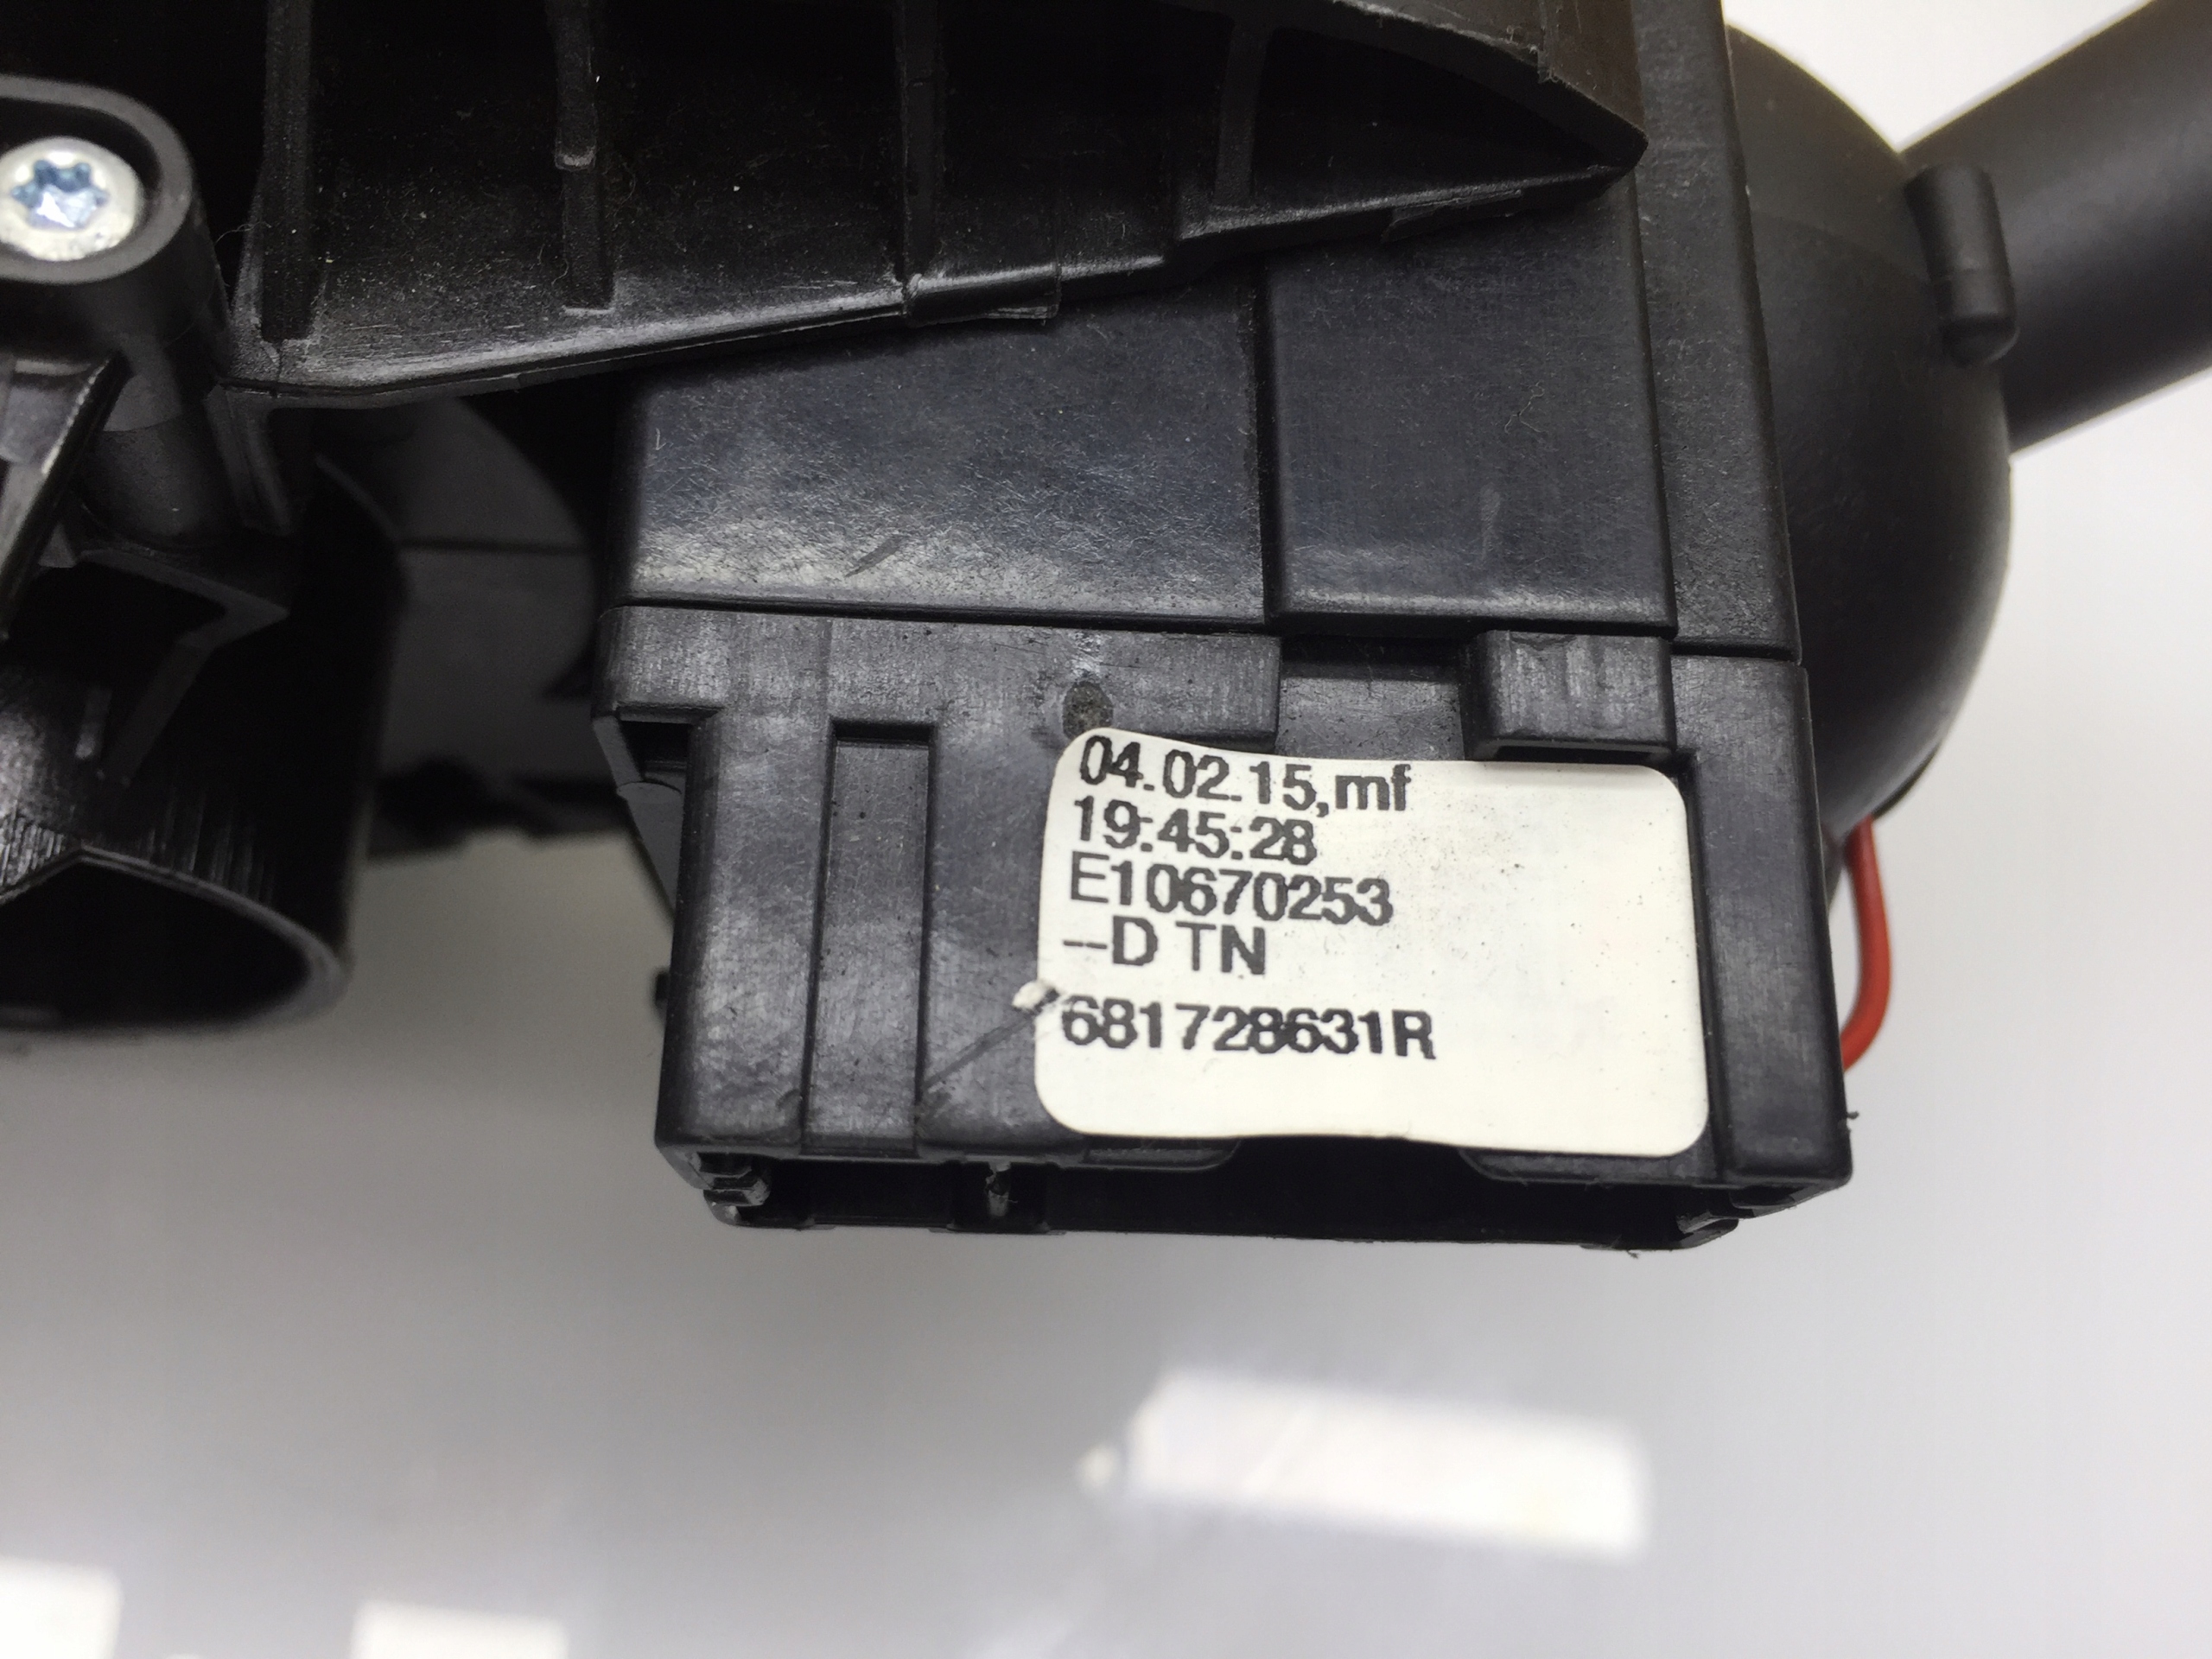 04.02.15,mf
19:45:28
E10670253
--D TN
681728631R